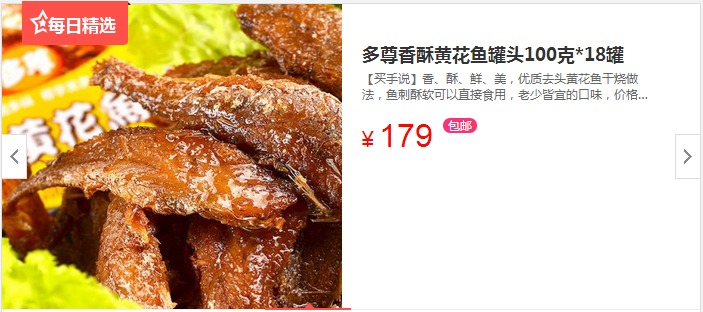 每日精选
黄花鱼
多尊香酥黄花鱼罐头100克*18罐
【买手说】香、酥、鲜、美，优质去头黄花鱼干烧做
法，鱼刺酥软可以直接食用，老少皆宜的口味，价格...
¥ 179 包邮